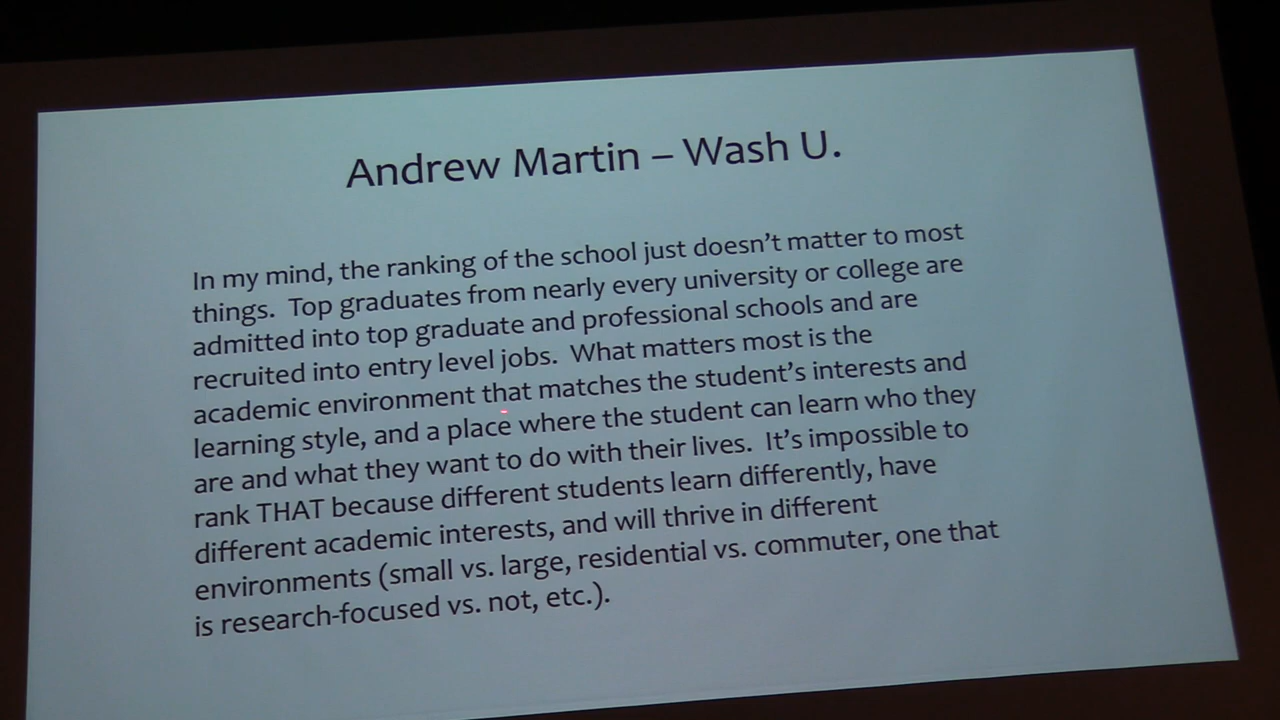 Andrew Martin – Wash U.
In my mind, the ranking of the school just doesn't matter to most
things. Top graduates from nearly every university or college are
admitted into top graduate and professional schools and are
recruited into entry level jobs. What matters most is the
academic environment that matches the student's interests and
learning style, and a place where the student can learn who they
are and what they want to do with their lives. It's impossible to
rank THAT because different students learn differently, have
different academic interests, and will thrive in different
environments (small vs. large, residential vs. commuter, one that
is research-focused vs. not, etc.).